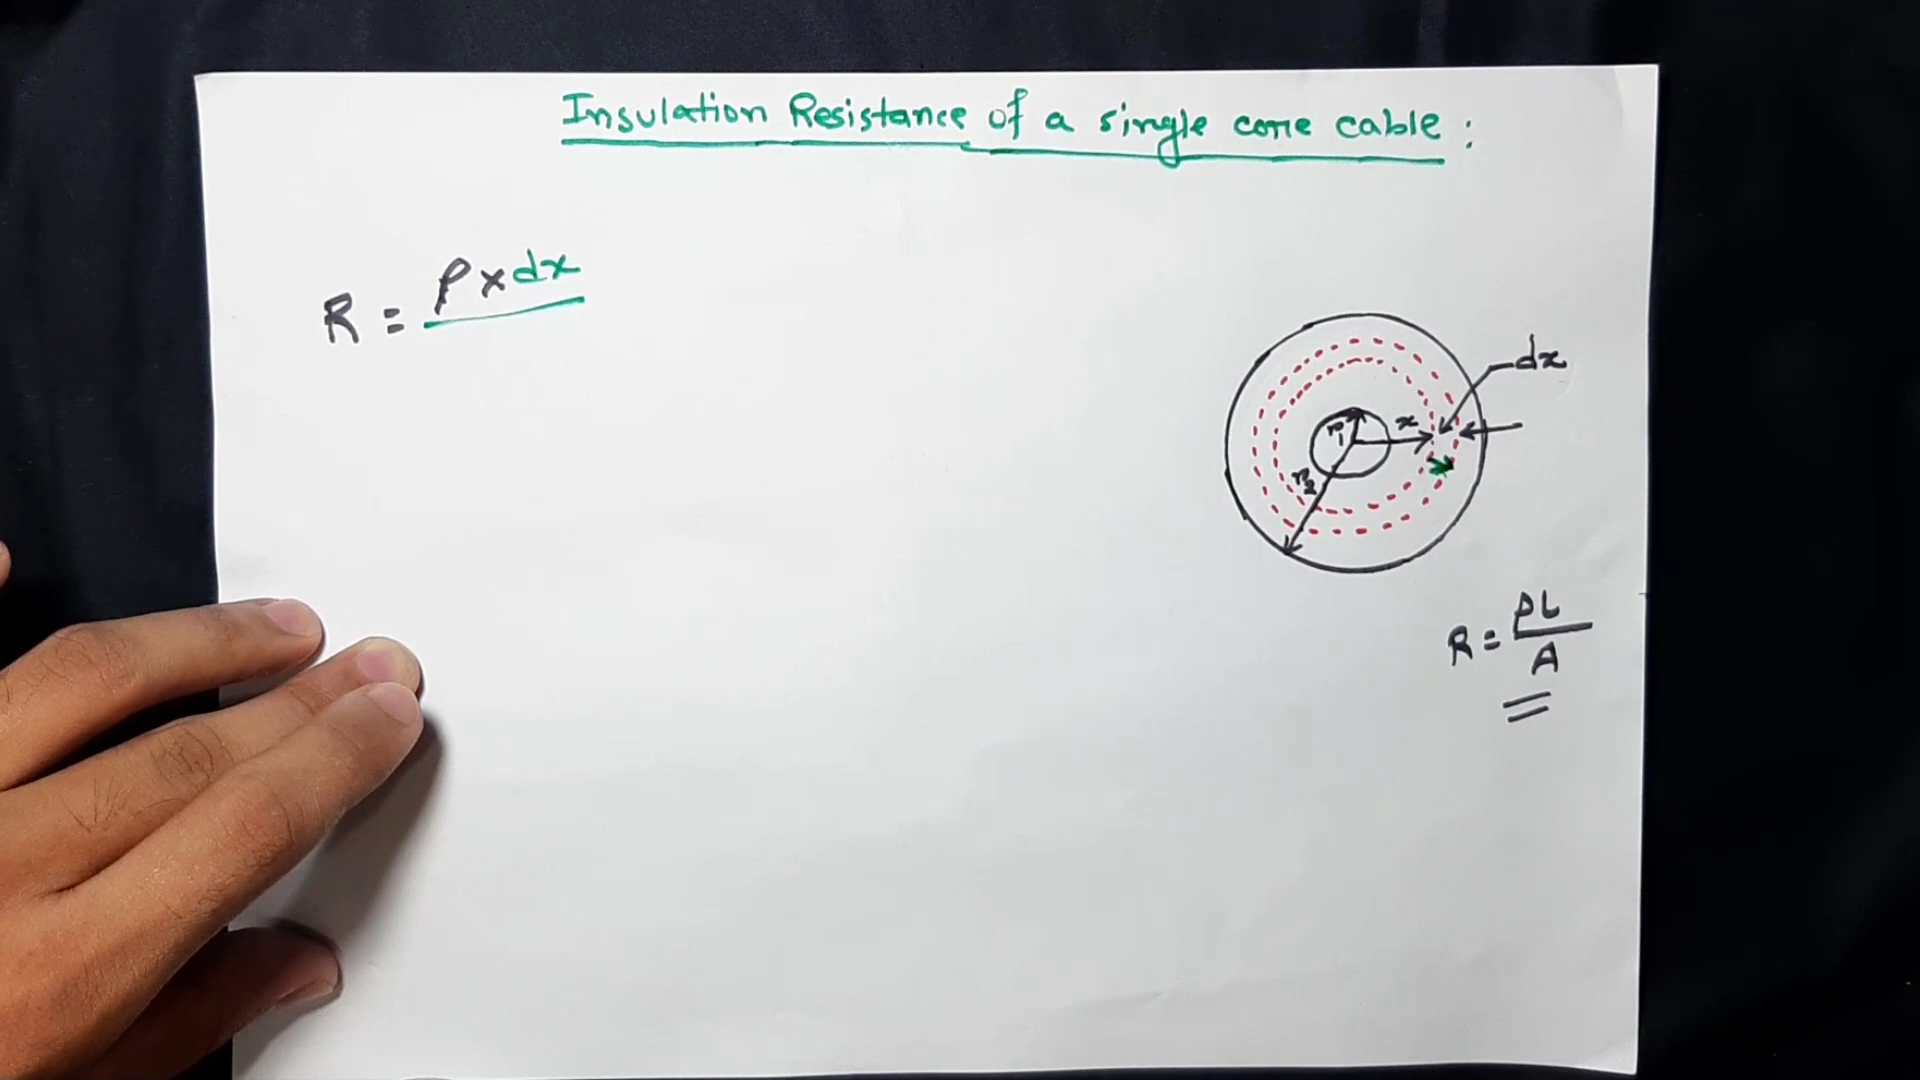 Insulation Resistance of a single core cable :
R = ρ x dx
dx
x
r₁
r₂
R = ρL / A